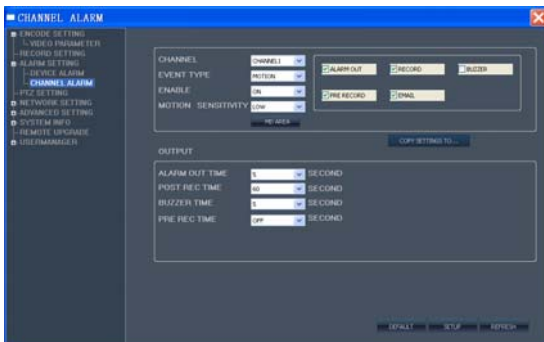 CHANNEL ALARM
ENCODE SETTING
VIDEO PARAMETER
RECORD SETTING
ALARM SETTING
DEVICE ALARM
CHANNEL ALARM
PTZ SETTING
NETWORK SETTING
ADVANCED SETTING
SYSTEM INFO
REMOTE UPGRADE
USERMANAGER
CHANNEL CHANNEL1
EVENT TYPE MOTION
ENABLE ON
MOTION SENSITIVITY LOW
MD AREA
ALARM OUT RECORD BUZZER
PRE RECORD EMAIL
COPY SETTINGS TO...
OUTPUT
ALARM OUT TIME 5 SECOND
POST REC TIME 60 SECOND
BUZZER TIME 5 SECOND
PRE REC TIME OFF SECOND
DEFAULT SETUP REFRESH